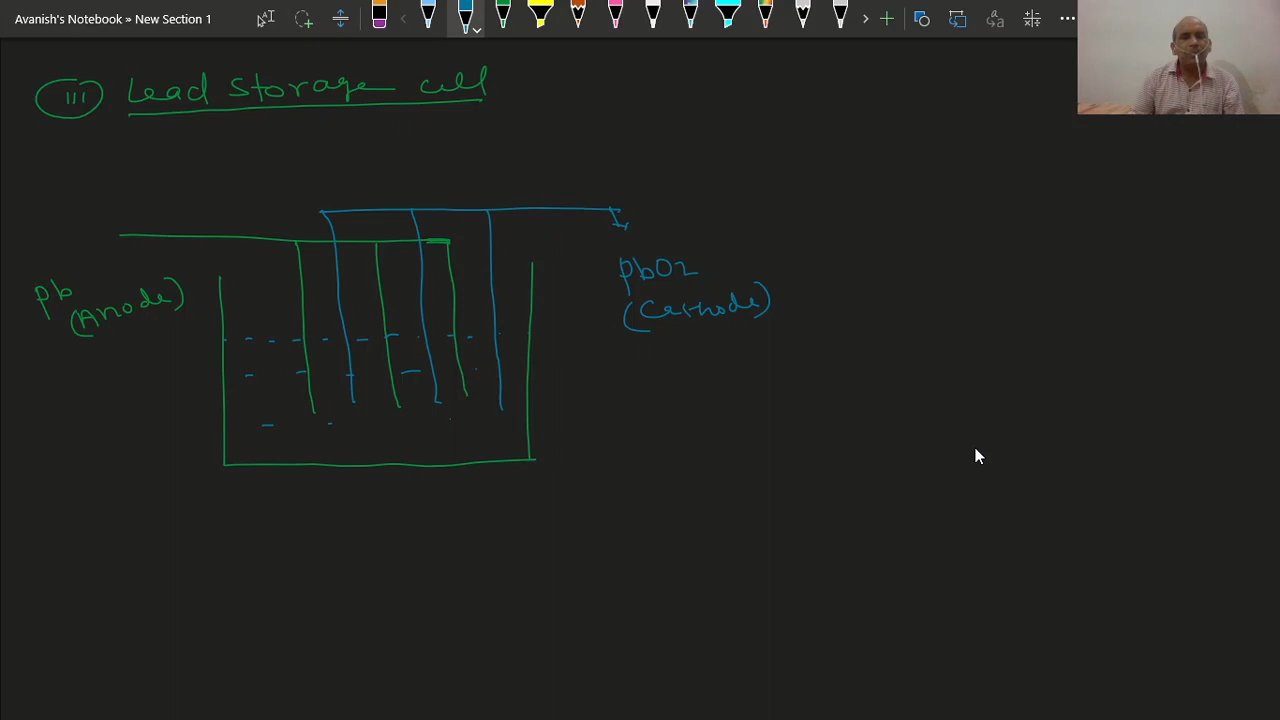 Avanish's Notebook » New Section 1
iii Lead storage cell
pb
(Anode)
pbO2
(Cathode)